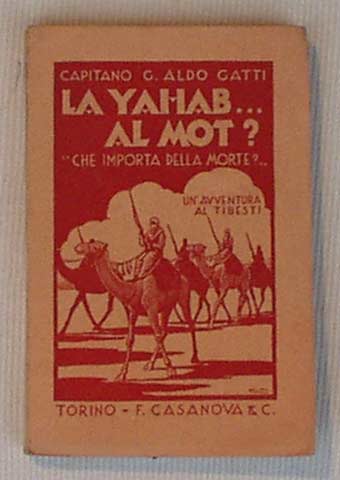 CAPITANO G. ALDO GATTI
LA YAHAB...
AL MOT?
"CHE IMPORTA DELLA MORTE?"..
UN'AVVENTURA
AL TIBESTI
TORINO - F. CASANOVA & C.